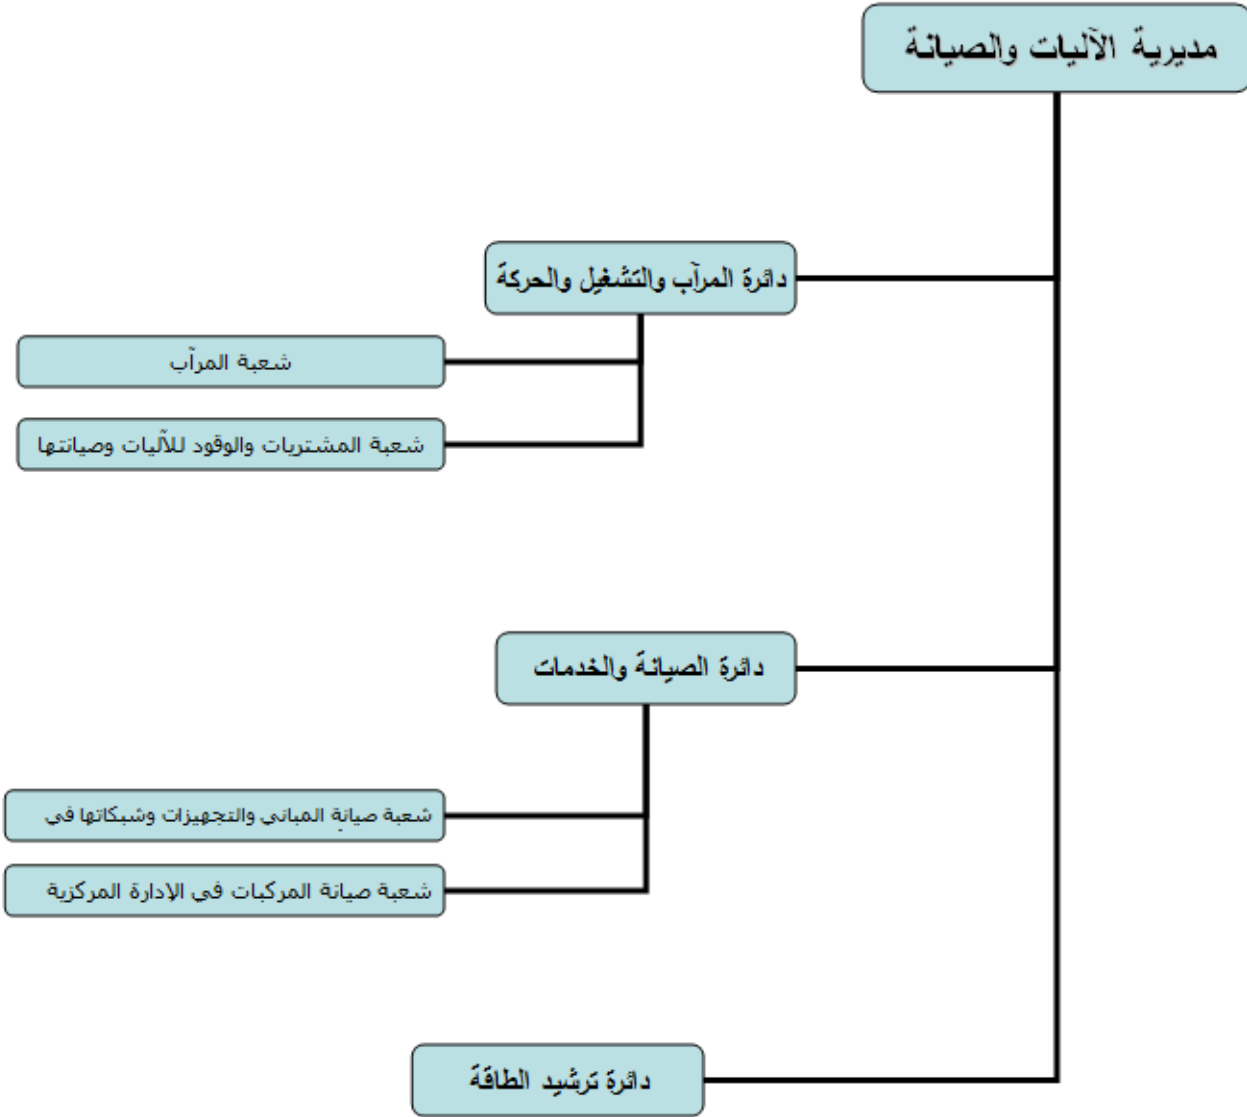 مديرية الآليات والصيانة
دائرة المرآب والتشغيل والحركة
شعبة المرآب
شعبة المشتريات والوقود للآليات وصيانتها
دائرة الصيانة والخدمات
شعبة صيانة المباني والتجهيزات وشبكاتها في
شعبة صيانة المركبات في الإدارة المركزية
دائرة ترشيد الطاقة